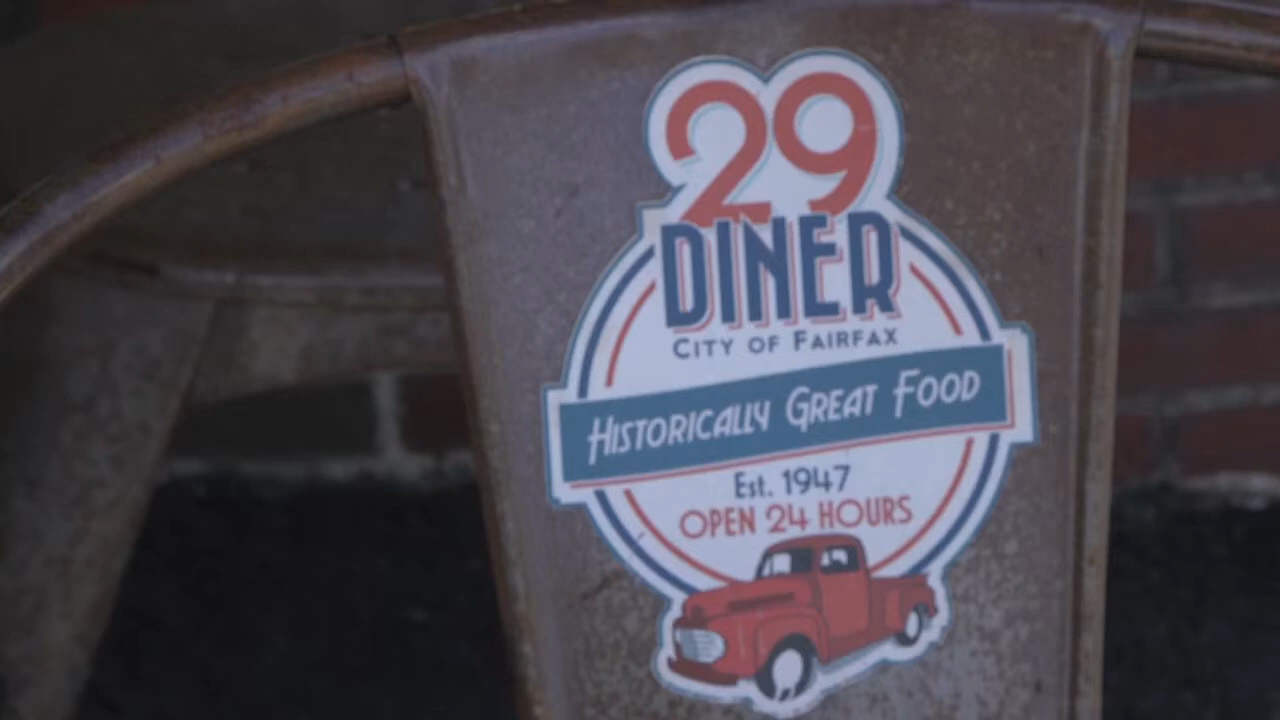 29
DINER
CITY OF FAIRFAX
HISTORICALLY GREAT FOOD
Est. 1947
OPEN 24 HOURS